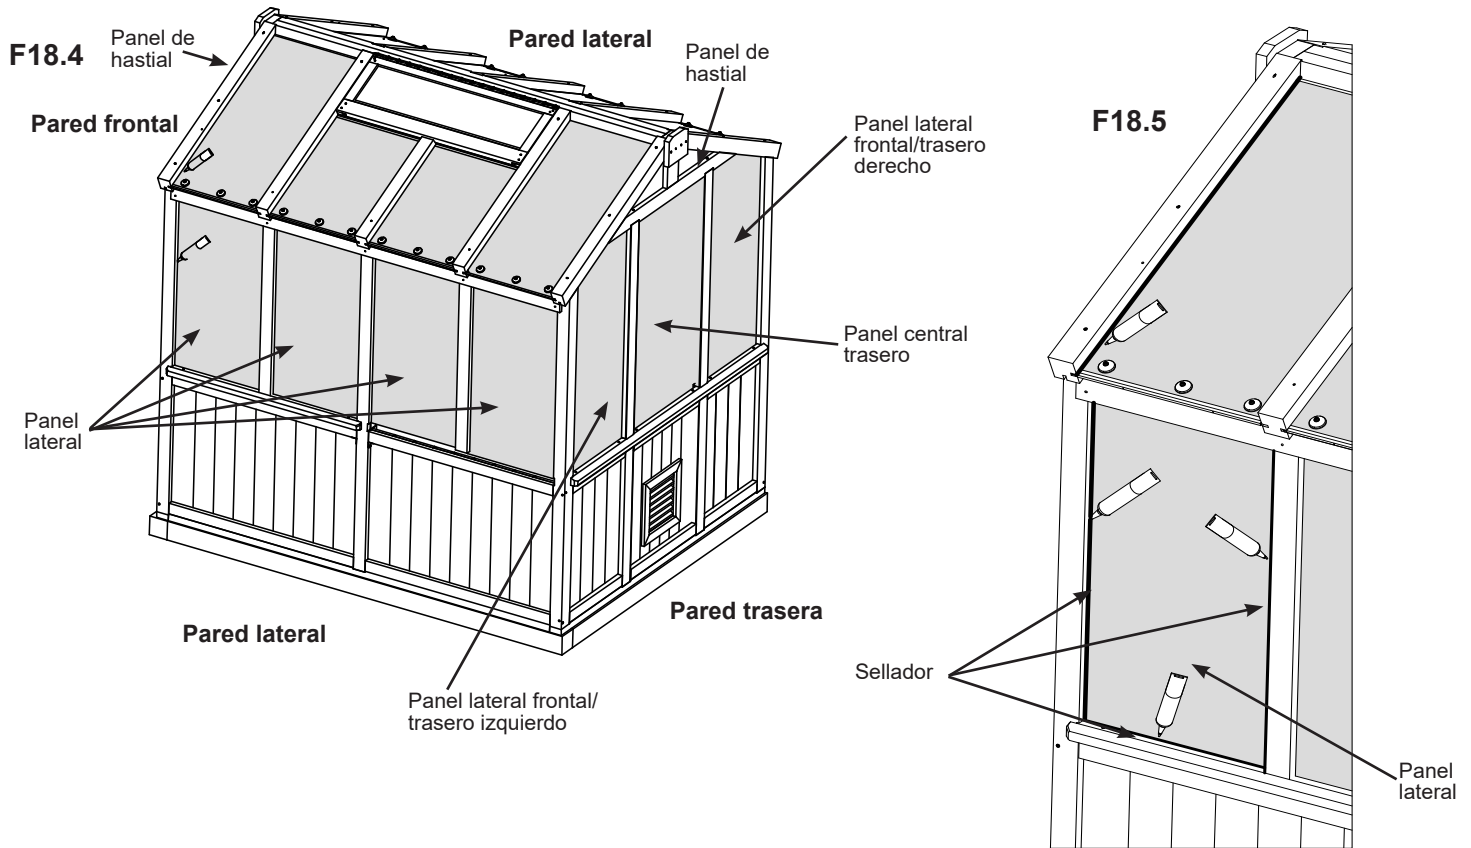 F18.4
Panel de
hastial
Pared lateral
Panel de
hastial
Pared frontal
Panel lateral
frontal/trasero
derecho
Panel central
trasero
Panel
lateral
Pared trasera
Pared lateral
Panel lateral frontal/
trasero izquierdo
F18.5
Sellador
Panel
lateral